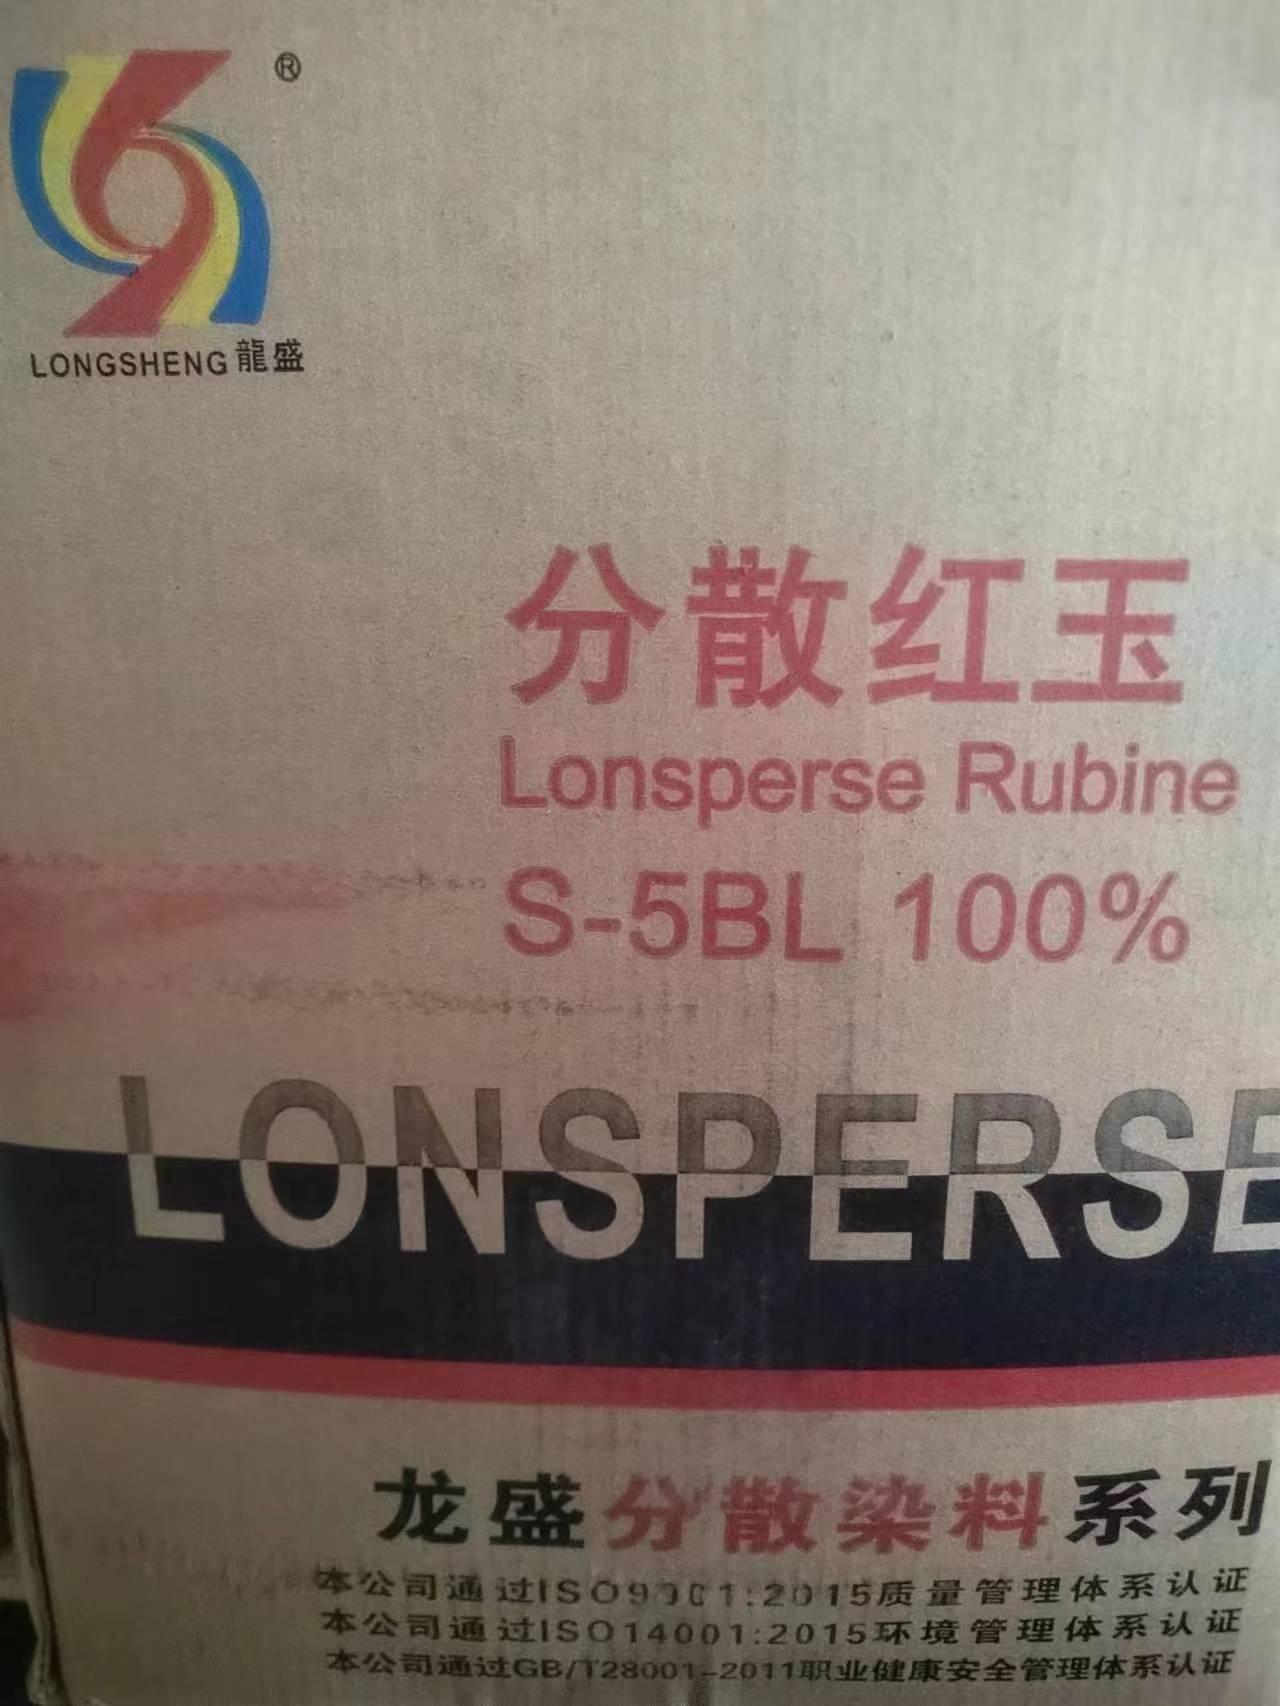 ®
LONGSHENG 龍盛
分散红玉
Lonsperse Rubine
S-5BL 100%
LONSPERSE
龙盛分散染料系列
本公司通过ISO9001:2015质量管理体系认证
本公司通过ISO14001:2015环境管理体系认证
本公司通过GB/T28001-2011职业健康安全管理体系认证